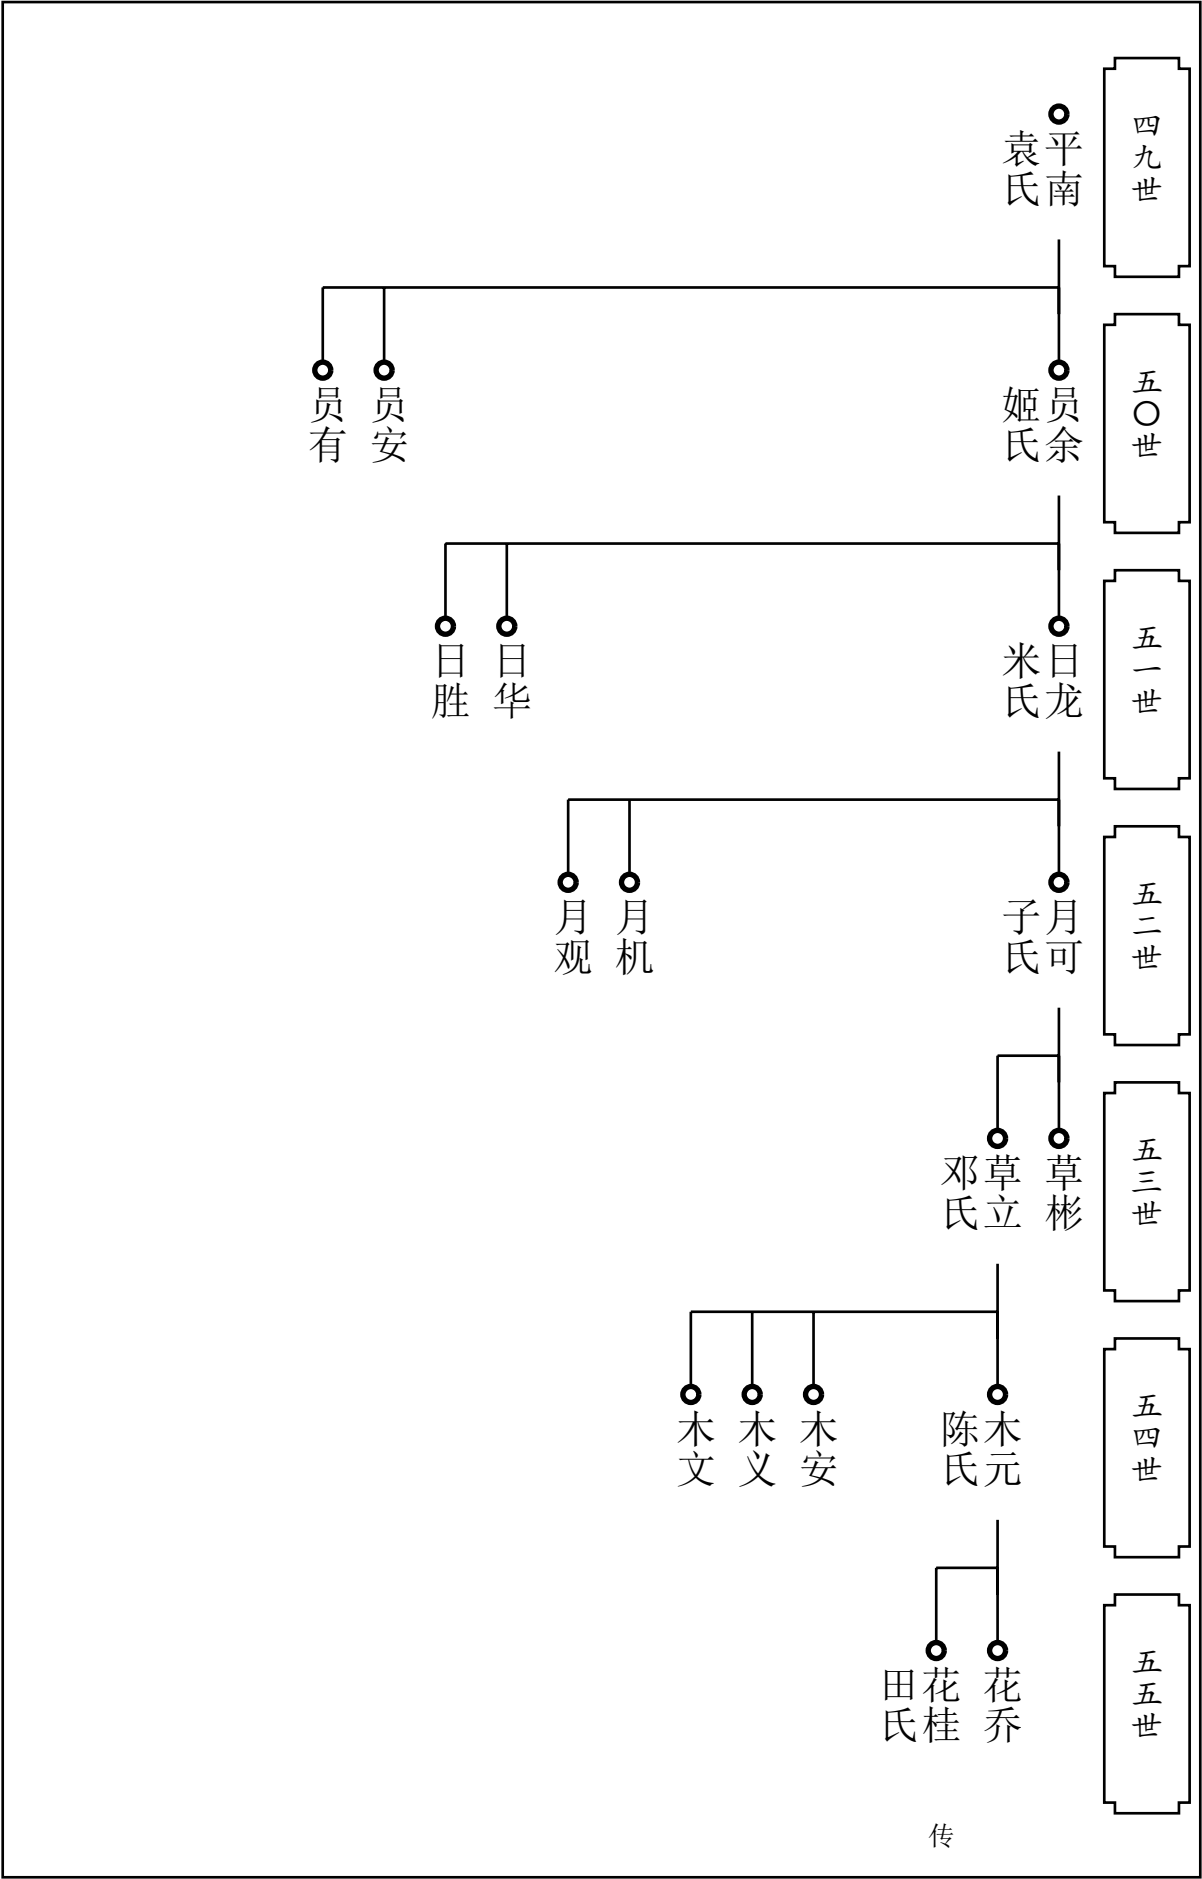 四九世
平南
袁氏
五〇世
员余
姬氏
员安
员有
五一世
日龙
米氏
日华
日胜
五二世
月可
子氏
月机
月观
五三世
草彬
草立
邓氏
五四世
木元
陈氏
木安
木义
木文
五五世
花乔
花桂
田氏
传